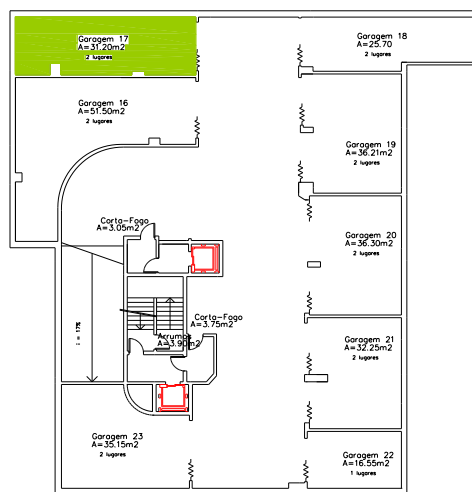 Garagem 17
A=31.20m2
2 lugares
Garagem 18
A=25.70
2 lugares
Garagem 16
A=51.50m2
2 lugares
Garagem 19
A=36.21m2
2 lugares
Corta-Fogo
A=3.05m2
Garagem 20
A=36.30m2
2 lugares
Corta-Fogo
A=3.75m2
i = 17%
Arrumos
A=3.90m2
Garagem 21
A=32.25m2
2 lugares
Garagem 23
A=35.15m2
2 lugares
Garagem 22
A=16.55m2
1 lugares